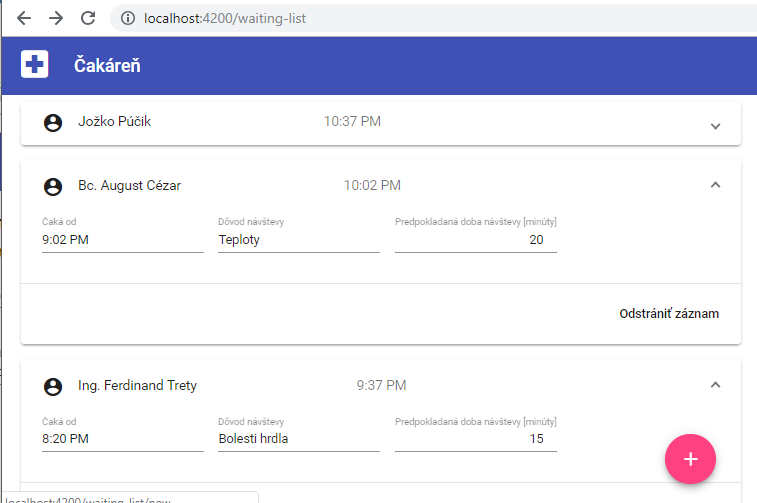 localhost:4200/waiting-list
Čakáreň
Jožko Púčik 10:37 PM
Bc. August Cézar 10:02 PM
Čaká od Dôvod návštevy Predpokladaná doba návštevy [minúty]
9:02 PM Teploty 20
Odstrániť záznam
Ing. Ferdinand Trety 9:37 PM
Čaká od Dôvod návštevy Predpokladaná doba návštevy [minúty]
8:20 PM Bolesti hrdla 15
+
localhost:4200/waiting-list/new